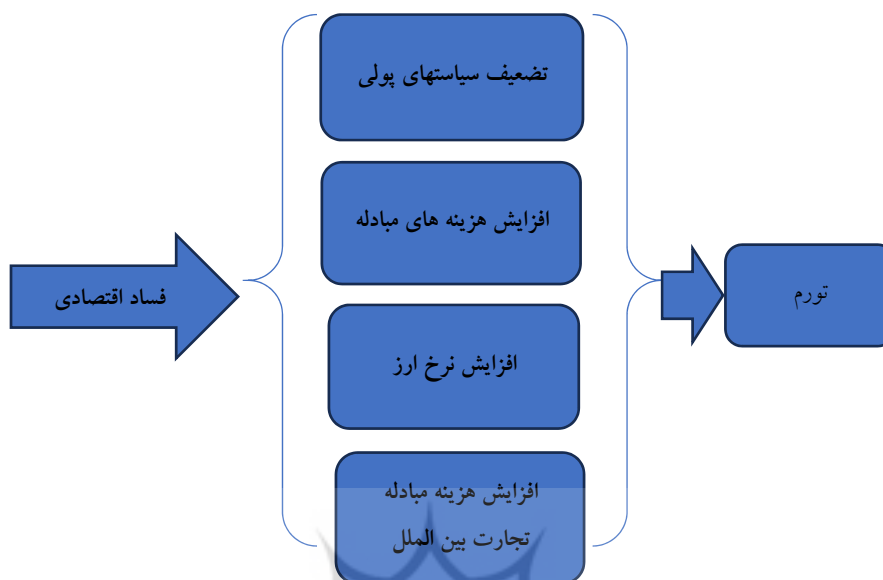 تضعیف سیاستهای پولی
افزایش هزینه های مبادله
فساد اقتصادی
تورم
افزایش نرخ ارز
افزایش هزینه مبادله
تجارت بین الملل